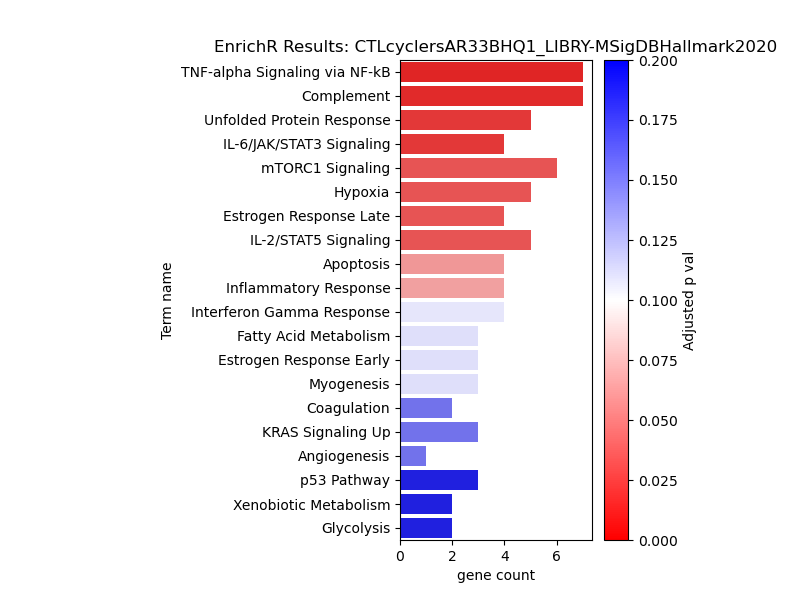 EnrichR Results: CTLcyclersAR33BHQ1_LIBRY-MSigDBHallmark2020
TNF-alpha Signaling via NF-kB
Complement
Unfolded Protein Response
IL-6/JAK/STAT3 Signaling
mTORC1 Signaling
Hypoxia
Estrogen Response Late
IL-2/STAT5 Signaling
Apoptosis
Inflammatory Response
Interferon Gamma Response
Fatty Acid Metabolism
Estrogen Response Early
Myogenesis
Coagulation
KRAS Signaling Up
Angiogenesis
p53 Pathway
Xenobiotic Metabolism
Glycolysis
Term name
0 2 4 6
gene count
0.200
0.175
0.150
0.125
0.100
0.075
0.050
0.025
0.000
Adjusted p val